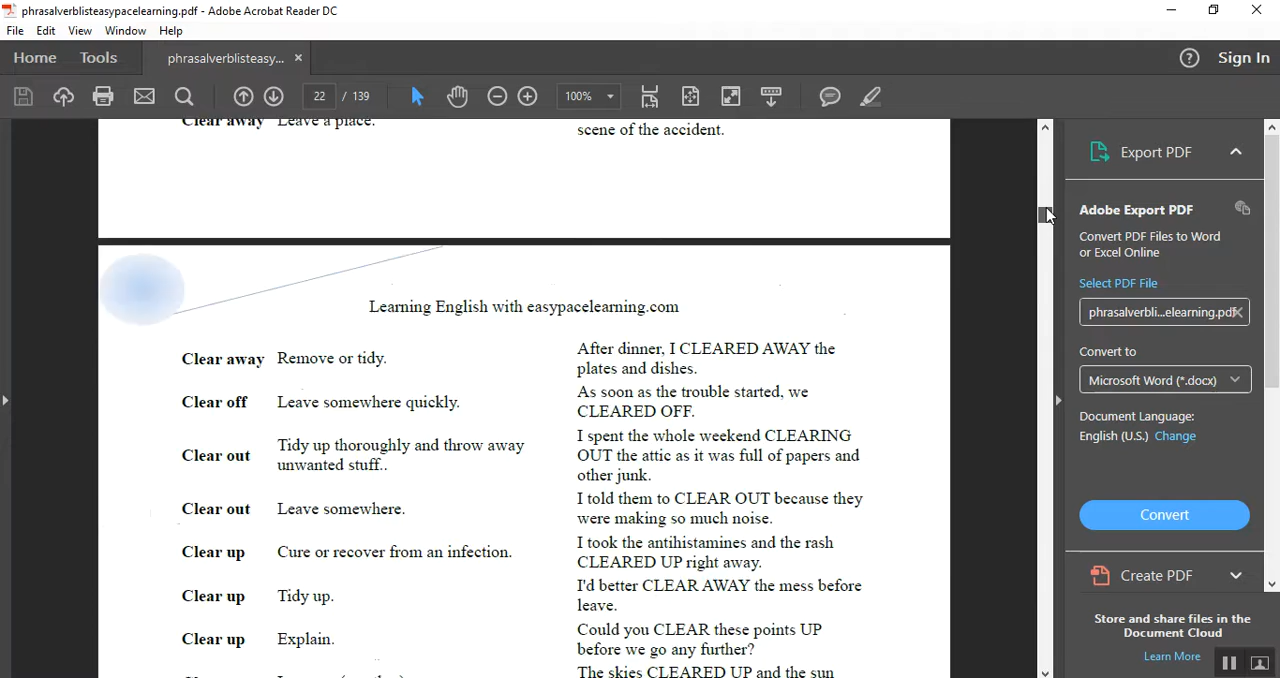 phrasalverblisteasypacelearning.pdf - Adobe Acrobat Reader DC
File Edit View Window Help
Home Tools phrasalverblisteasy... × Sign In
22 / 139 100%
Clear away Leave a place.
scene of the accident.
Learning English with easypacelearning.com
Clear away Remove or tidy. After dinner, I CLEARED AWAY the
plates and dishes.
Clear off Leave somewhere quickly. As soon as the trouble started, we
CLEARED OFF.
Clear out Tidy up thoroughly and throw away
unwanted stuff..
I spent the whole weekend CLEARING
OUT the attic as it was full of papers and
other junk.
Clear out Leave somewhere. I told them to CLEAR OUT because they
were making so much noise.
Clear up Cure or recover from an infection. I took the antihistamines and the rash
CLEARED UP right away.
Clear up Tidy up. I'd better CLEAR AWAY the mess before
leave.
Clear up Explain. Could you CLEAR these points UP
before we go any further?
The skies CLEARED UP and the sun
Export PDF
Adobe Export PDF
Convert PDF Files to Word
or Excel Online
Select PDF File
phrasalverbli...elearning.pdf
Convert to
Microsoft Word (*.docx)
Document Language:
English (U.S.) Change
Convert
Create PDF
Store and share files in the
Document Cloud
Learn More